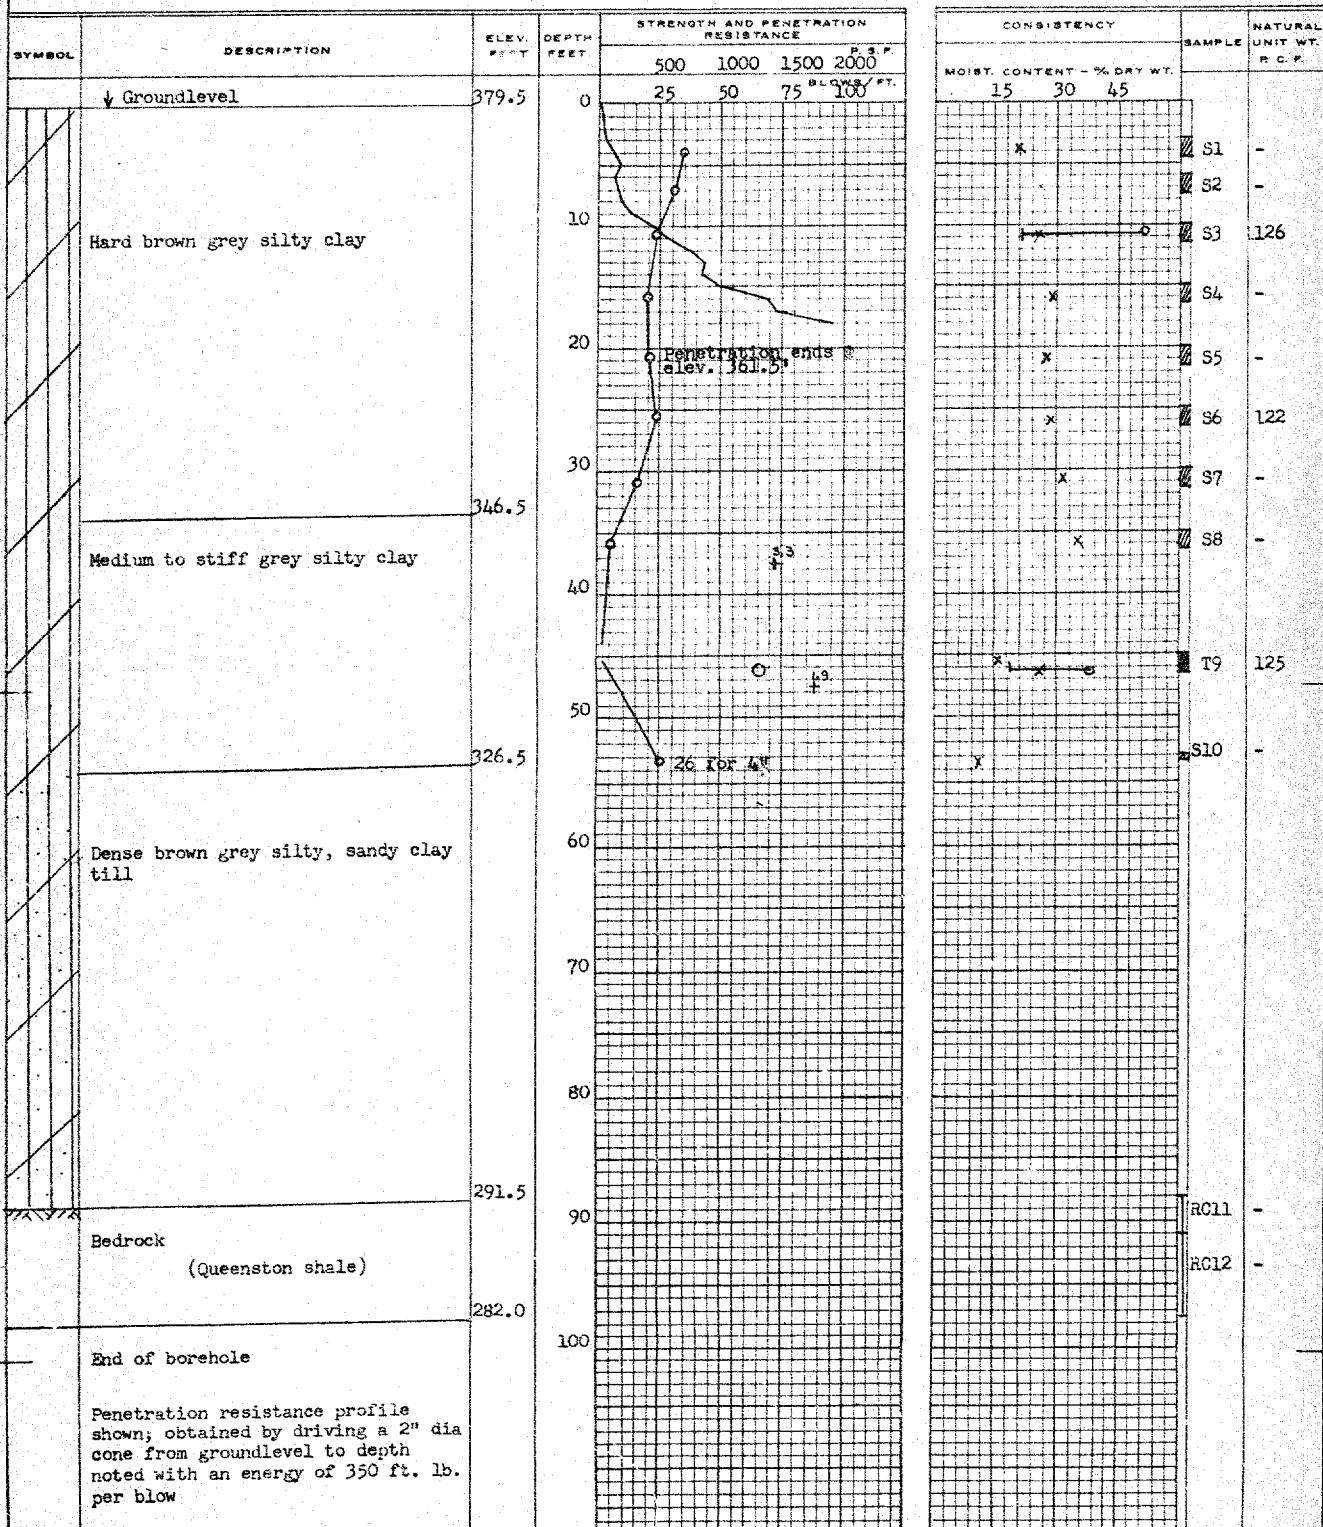 SYMBOL
DESCRIPTION
ELEV.
FEET
DEPTH
FEET
STRENGTH AND PENETRATION
RESISTANCE
P.S.F.
500 1000 1500 2000
BLOWS/FT.
25 50 75 100
CONSISTENCY
MOIST. CONTENT - % DRY WT.
15 30 45
SAMPLE
NATURAL
UNIT WT.
P.C.F.
Groundlevel
379.5
0
S1 -
S2 -
10
Hard brown grey silty clay
S3 126
S4 -
20
Penetration ends @
elev. 361.5'
S5 -
S6 122
30
S7 -
346.5
S8 -
Medium to stiff grey silty clay
40
T9 125
50
326.5
26 for 4"
S10 -
60
Dense brown grey silty, sandy clay
till
70
80
291.5
90
RC11 -
Bedrock
(Queenston shale)
RC12 -
282.0
100
End of borehole
Penetration resistance profile
shown; obtained by driving a 2" dia
cone from groundlevel to depth
noted with an energy of 350 ft. lb.
per blow